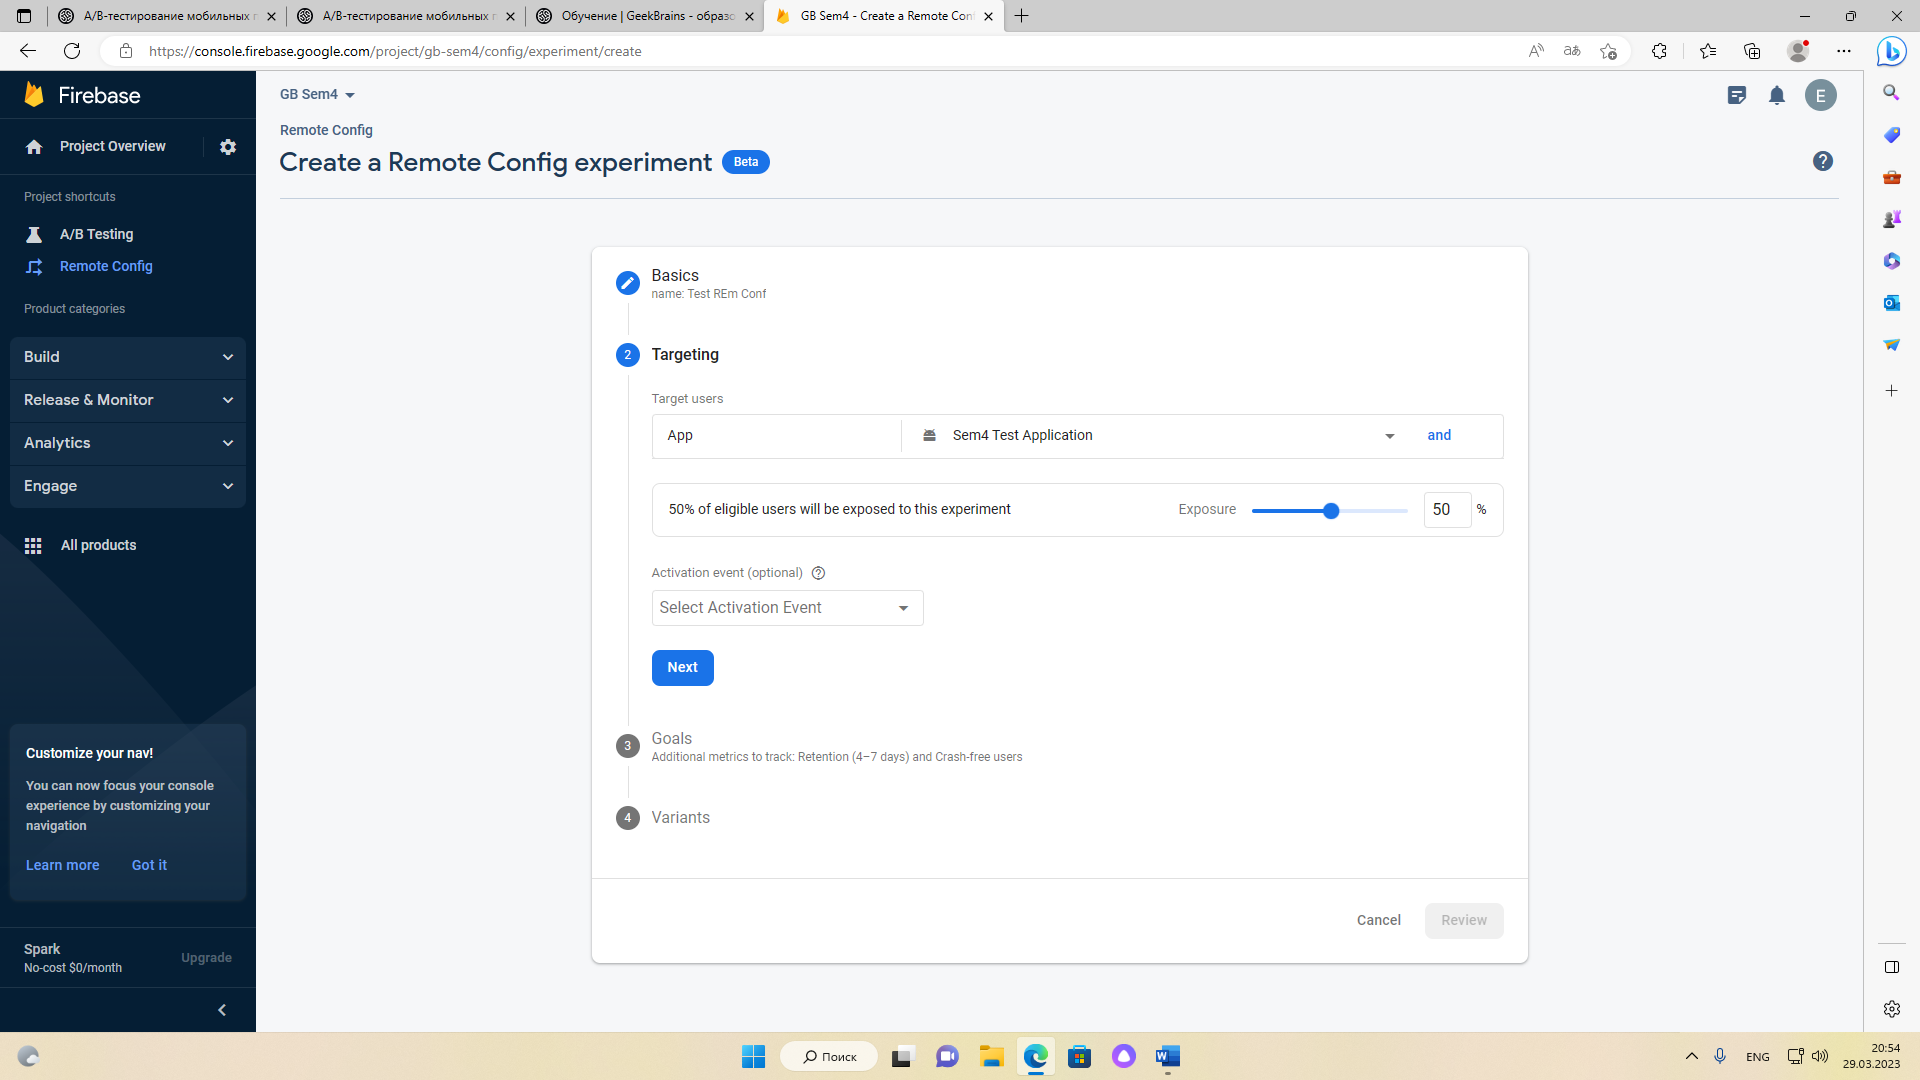 А/В-тестирование мобильных п
А/В-тестирование мобильных п
Обучение | GeekBrains - образо
GB Sem4 - Create a Remote Con
https://console.firebase.google.com/project/gb-sem4/config/experiment/create
Firebase
Project Overview
Project shortcuts
A/B Testing
Remote Config
Product categories
Build
Release & Monitor
Analytics
Engage
All products
Customize your nav!
You can now focus your console
experience by customizing your
navigation
Learn more
Got it
Spark
No-cost $0/month
Upgrade
GB Sem4
E
Remote Config
Create a Remote Config experiment
Beta
Basics
name: Test REm Conf
2
Targeting
Target users
App
Sem4 Test Application
and
50% of eligible users will be exposed to this experiment
Exposure
50
%
Activation event (optional)
Select Activation Event
Next
3
Goals
Additional metrics to track: Retention (4–7 days) and Crash-free users
4
Variants
Cancel
Review
Поиск
ENG
20:54
29.03.2023